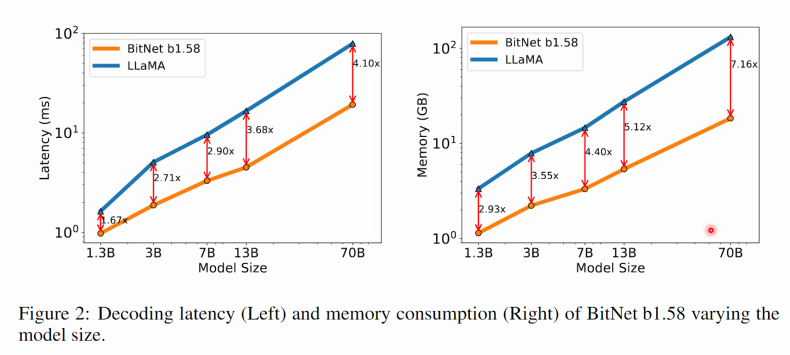 10²
BitNet b1.58
LLaMA
4.10x
Latency (ms)
10¹
3.68x
2.90x
2.71x
1.67x
10⁰
1.3B 3B 7B 13B 70B
Model Size
10²
BitNet b1.58
LLaMA
7.16x
Memory (GB)
10¹
5.12x
4.40x
3.55x
2.93x
10⁰
1.3B 3B 7B 13B 70B
Model Size
Figure 2: Decoding latency (Left) and memory consumption (Right) of BitNet b1.58 varying the
model size.